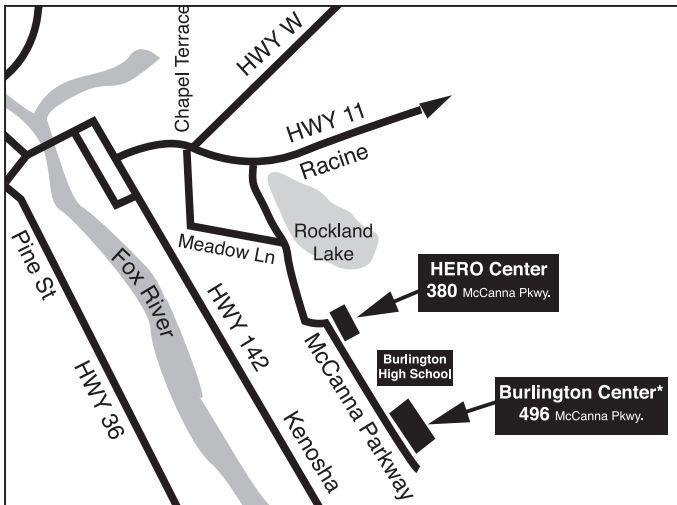 Chapel Terrace
HWY W
HWY 11
Racine
Rockland
Lake
Meadow Ln
Pine St
Fox River
HWY 142
HERO Center
380 McCanna Pkwy.
McCanna Parkway
Burlington
High School
HWY 36
Kenosha
Burlington Center*
496 McCanna Pkwy.